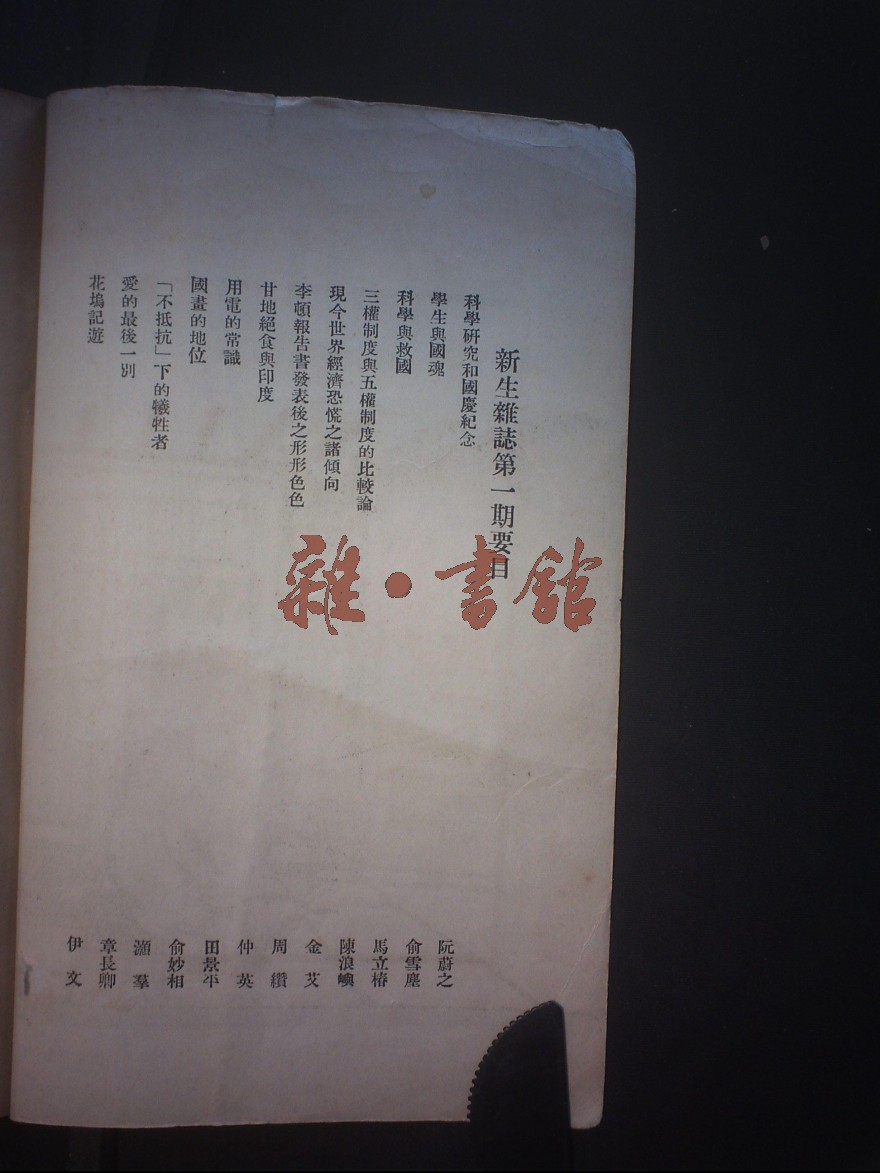 新生雜誌第一期要目
科學研究和國慶紀念　阮蔚之
學生與國魂　俞雪塵
科學與救國　馬立椿
三權制度與五權制度的比較論　陳浪嶼
現今世界經濟恐慌之諸傾向　金艾
李頓報告書發表後之形形色色　周纘
甘地絕食與印度　仲英
用電的常識　田景平
國畫的地位　俞妙相
「不抵抗」下的犧牲者　灝羣
愛的最後一別　章長卿
花塢記遊　伊文
雜•書館